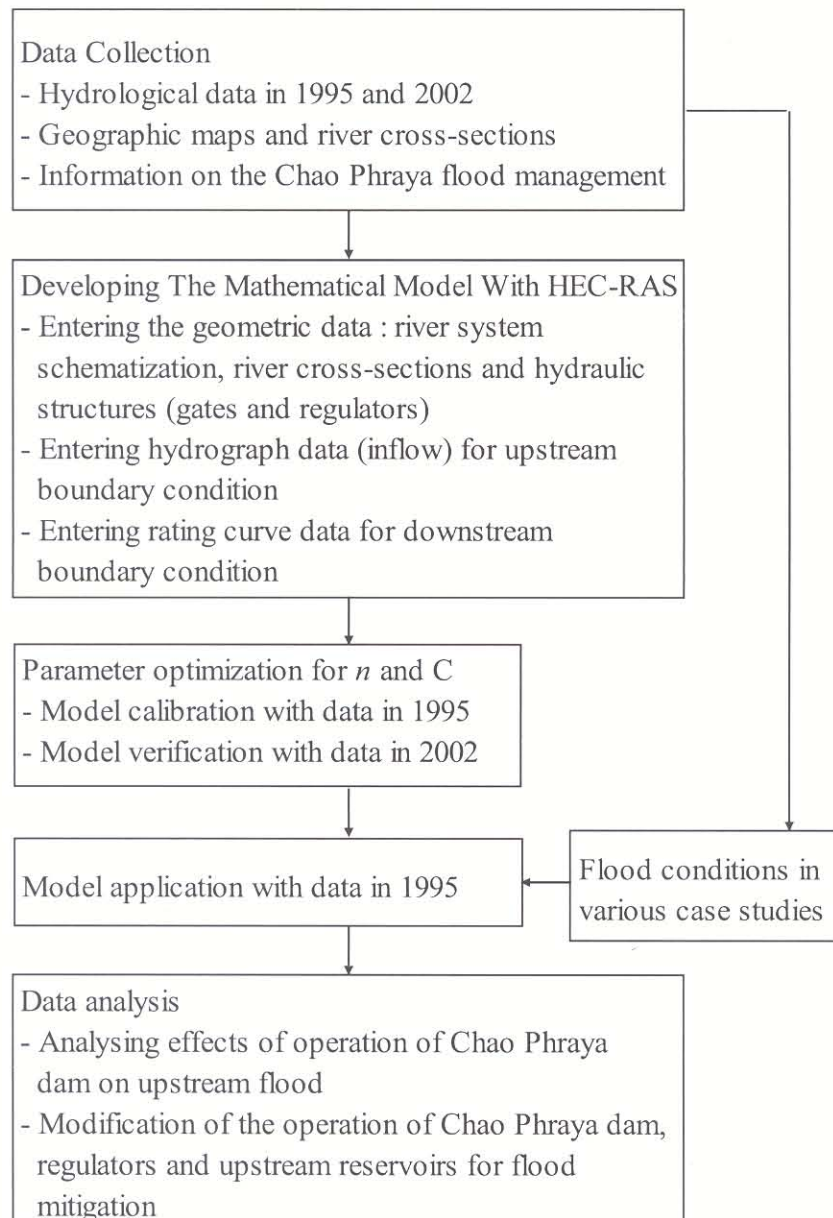 Data Collection
- Hydrological data in 1995 and 2002
- Geographic maps and river cross-sections
- Information on the Chao Phraya flood management
Developing The Mathematical Model With HEC-RAS
- Entering the geometric data : river system
schematization, river cross-sections and hydraulic
structures (gates and regulators)
- Entering hydrograph data (inflow) for upstream
boundary condition
- Entering rating curve data for downstream
boundary condition
Parameter optimization for n and C
- Model calibration with data in 1995
- Model verification with data in 2002
Model application with data in 1995
Flood conditions in
various case studies
Data analysis
- Analysing effects of operation of Chao Phraya
dam on upstream flood
- Modification of the operation of Chao Phraya dam,
regulators and upstream reservoirs for flood
mitigation